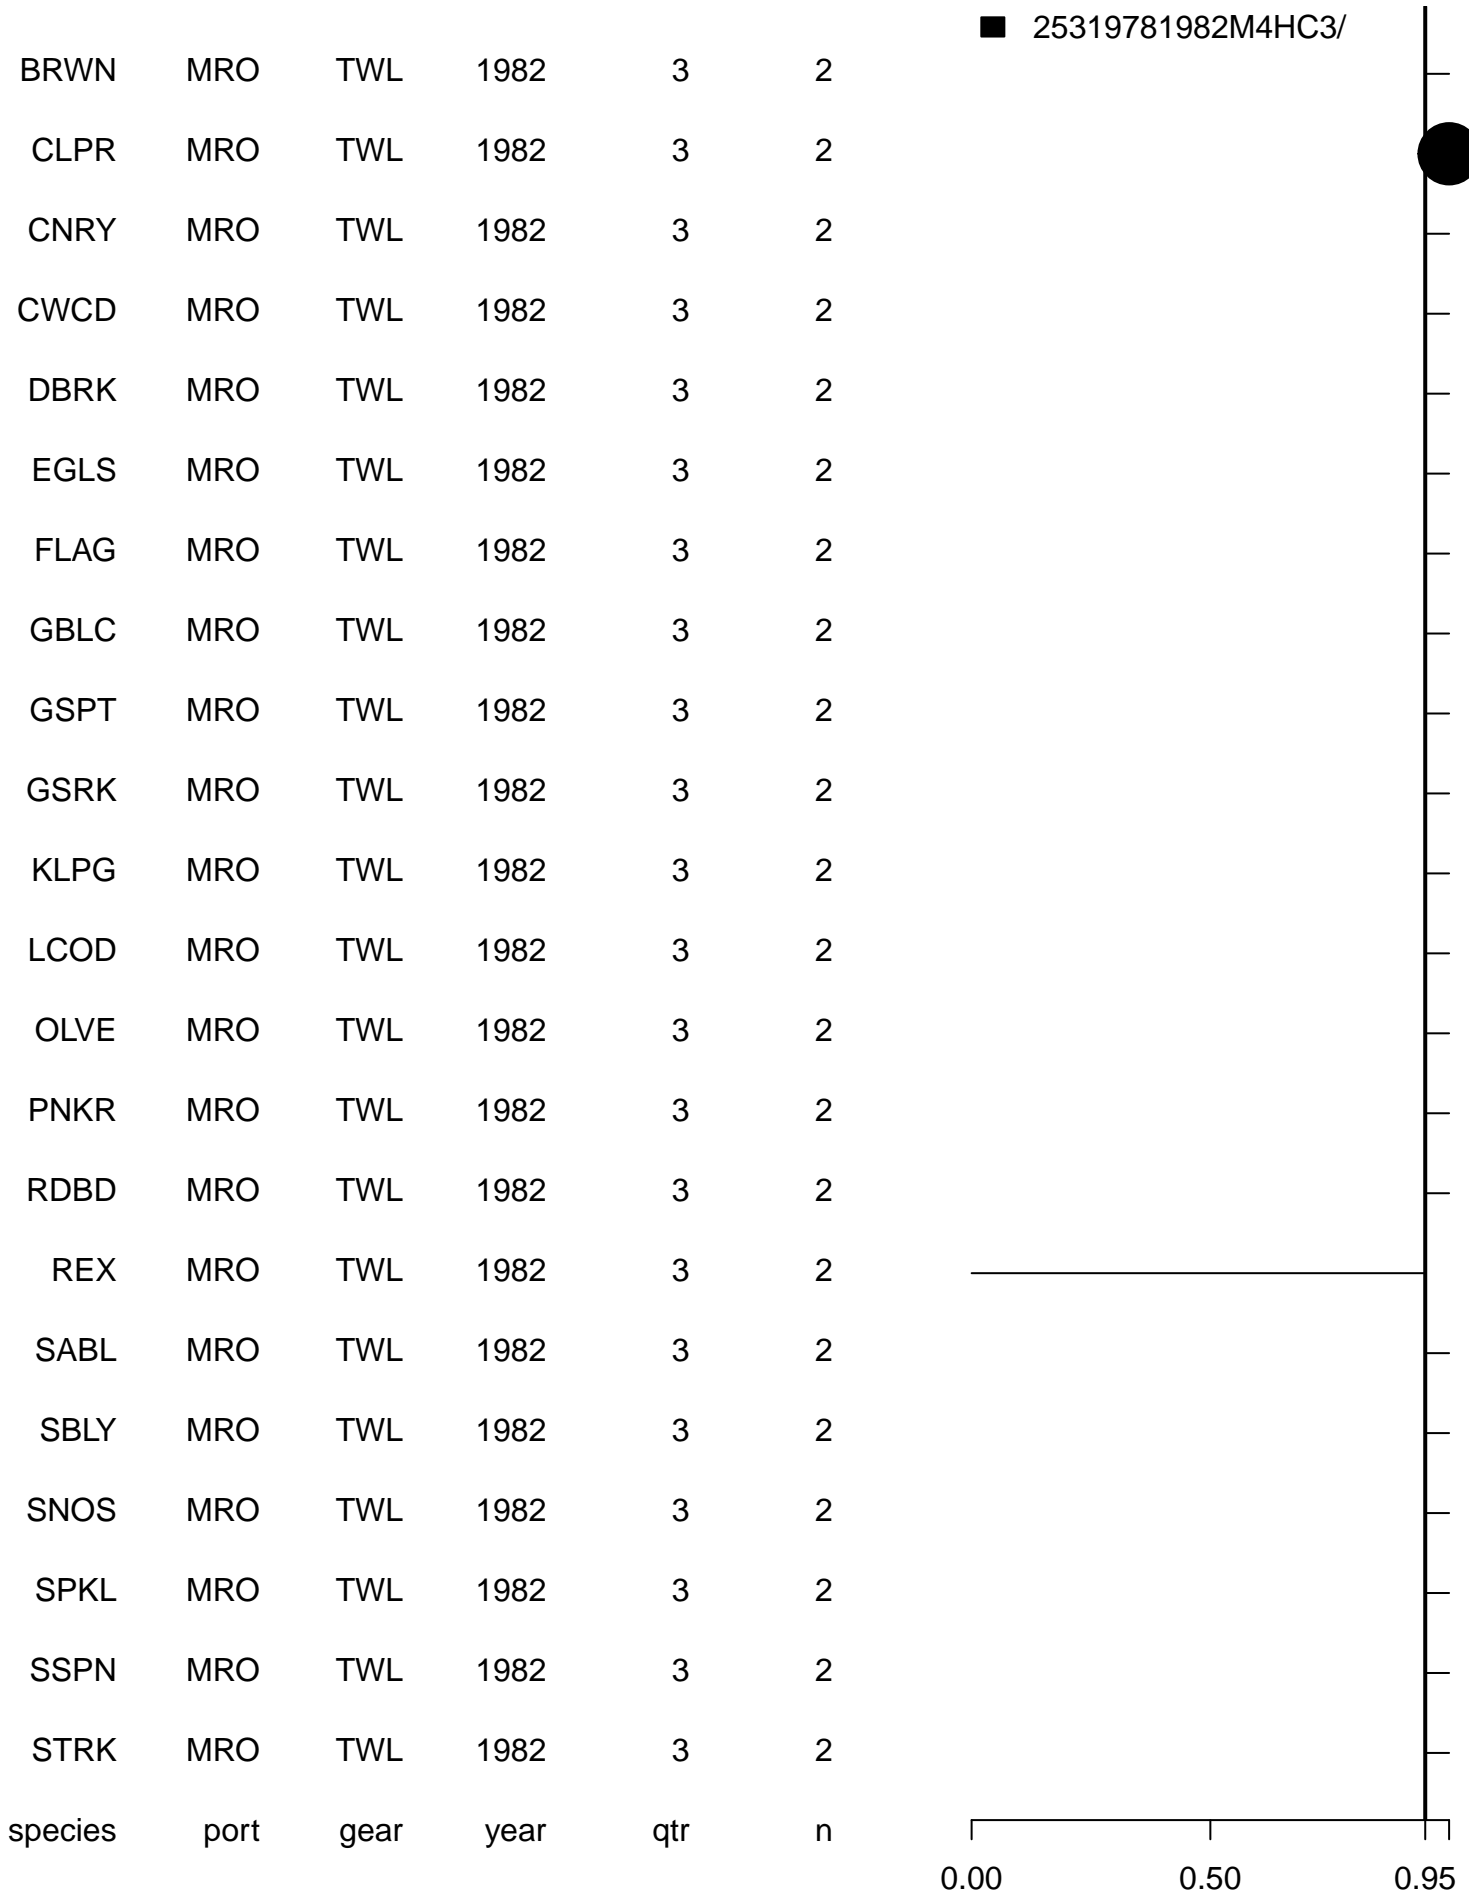 25319781982M4HC3/
BRWN MRO TWL 1982 3 2
CLPR MRO TWL 1982 3 2
CNRY MRO TWL 1982 3 2
CWCD MRO TWL 1982 3 2
DBRK MRO TWL 1982 3 2
EGLS MRO TWL 1982 3 2
FLAG MRO TWL 1982 3 2
GBLC MRO TWL 1982 3 2
GSPT MRO TWL 1982 3 2
GSRK MRO TWL 1982 3 2
KLPG MRO TWL 1982 3 2
LCOD MRO TWL 1982 3 2
OLVE MRO TWL 1982 3 2
PNKR MRO TWL 1982 3 2
RDBD MRO TWL 1982 3 2
REX MRO TWL 1982 3 2
SABL MRO TWL 1982 3 2
SBLY MRO TWL 1982 3 2
SNOS MRO TWL 1982 3 2
SPKL MRO TWL 1982 3 2
SSPN MRO TWL 1982 3 2
STRK MRO TWL 1982 3 2
species port gear year qtr n
0.00 0.50 0.95